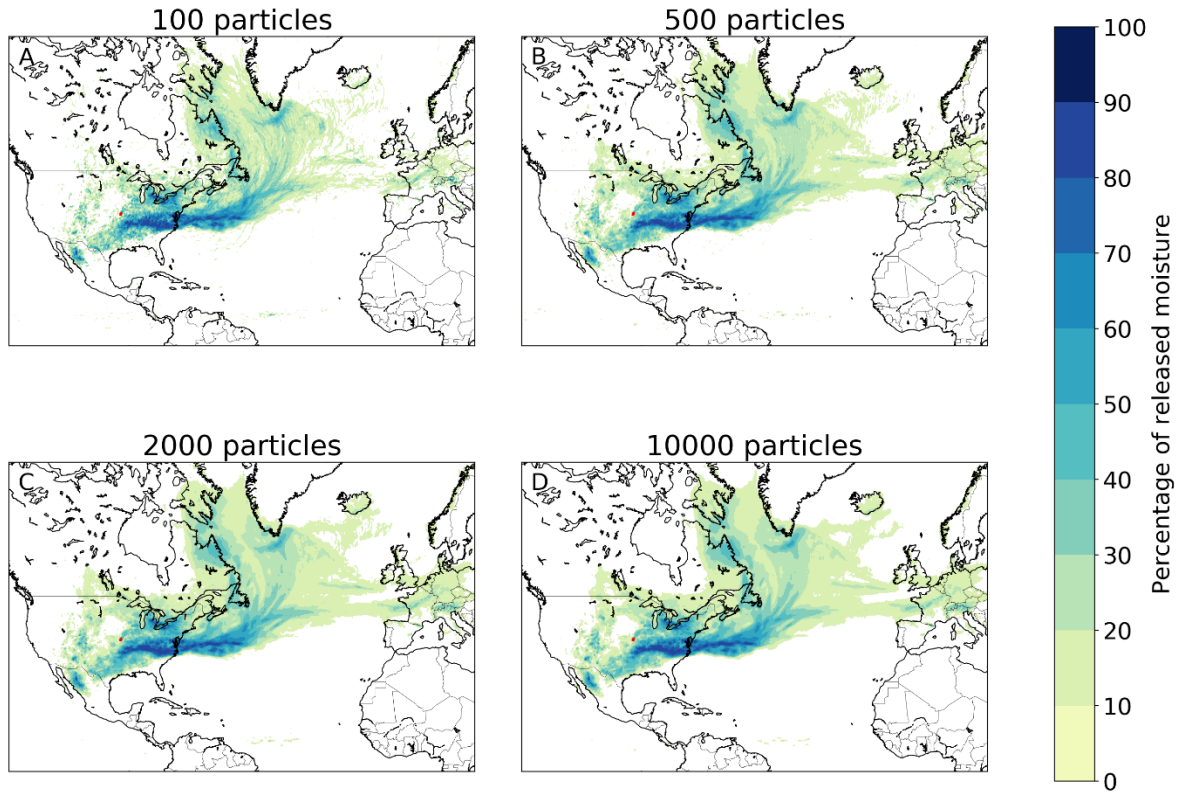 100 particles
500 particles
A
B
2000 particles
10000 particles
C
D
100
90
80
70
60
50
40
30
20
10
0
Percentage of released moisture